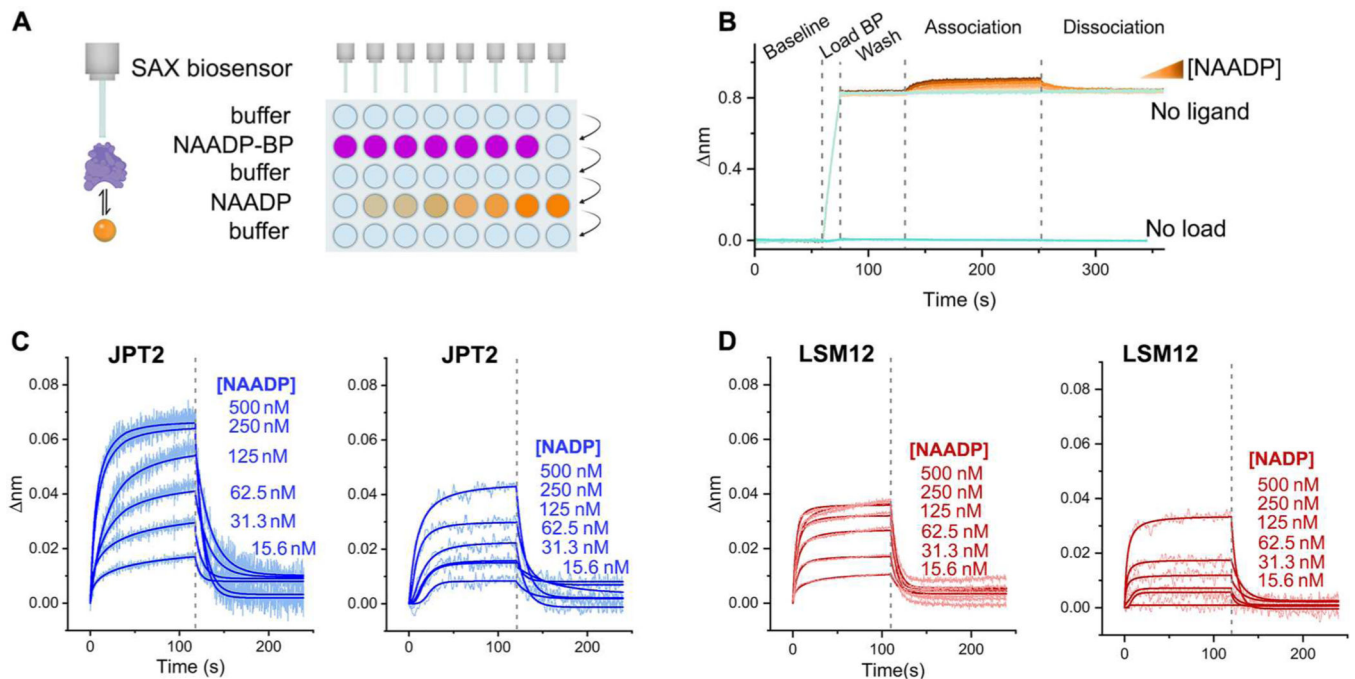 A
SAX biosensor
buffer
NAADP-BP
buffer
NAADP
buffer
B
Baseline
Load BP
Wash
Association
Dissociation
[NAADP]
No ligand
No load
Δnm
0.8
0.4
0.0
0
100
200
300
Time (s)
C
JPT2
[NAADP]
500 nM
250 nM
125 nM
62.5 nM
31.3 nM
15.6 nM
Δnm
0.08
0.06
0.04
0.02
0.00
0
100
200
Time (s)
JPT2
[NADP]
500 nM
250 nM
125 nM
62.5 nM
31.3 nM
15.6 nM
0.08
0.06
0.04
0.02
0.00
0
100
200
D
LSM12
[NAADP]
500 nM
250 nM
125 nM
62.5 nM
31.3 nM
15.6 nM
0.08
0.06
0.04
0.02
0.00
0
100
200
Time(s)
LSM12
[NADP]
500 nM
250 nM
125 nM
62.5 nM
31.3 nM
15.6 nM
0.08
0.06
0.04
0.02
0.00
0
100
200